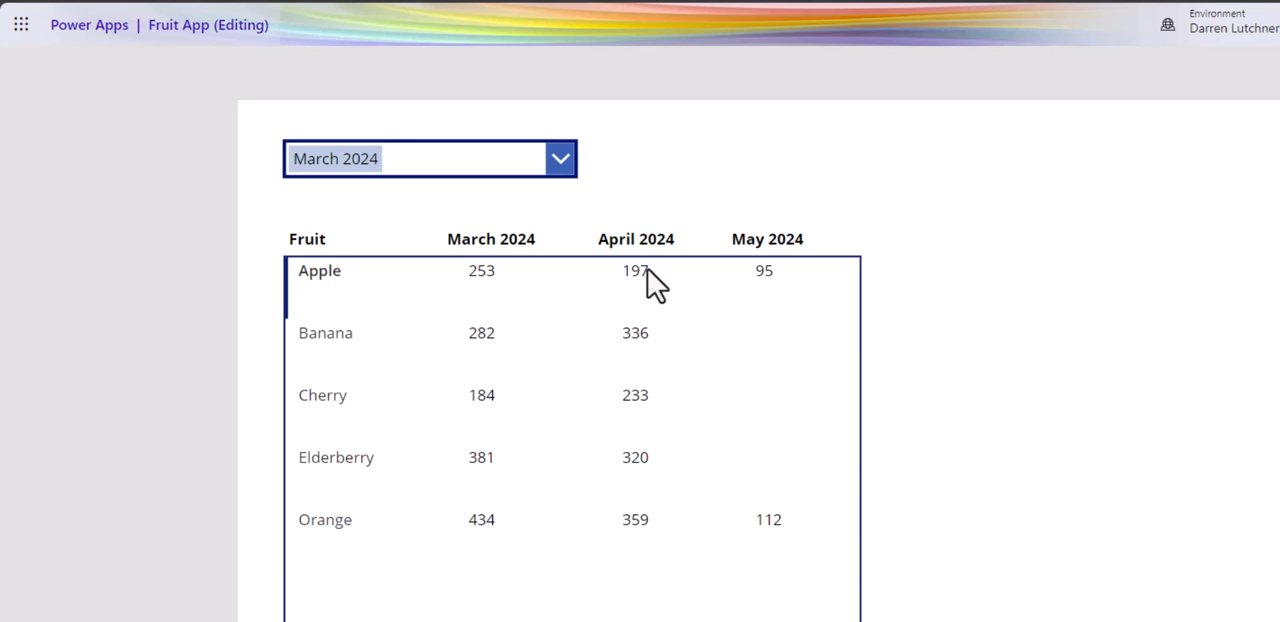 Power Apps | Fruit App (Editing)
Environment
Darren Lutchner
March 2024
Fruit March 2024 April 2024 May 2024
Apple 253 197 95
Banana 282 336
Cherry 184 233
Elderberry 381 320
Orange 434 359 112